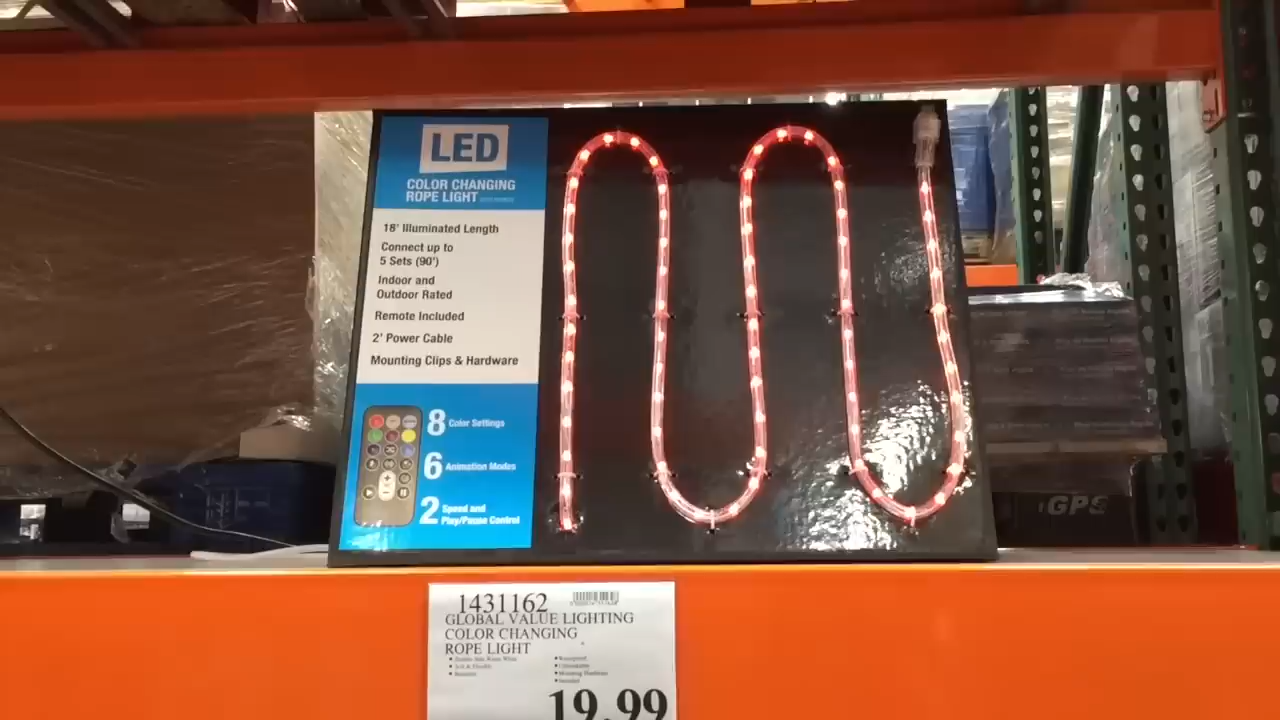 LED
COLOR CHANGING
ROPE LIGHT
18' Illuminated Length
Connect up to
5 Sets (90')
Indoor and
Outdoor Rated
Remote Included
2' Power Cable
Mounting Clips & Hardware
8 Color Settings
6 Animation Modes
2 Speed and
Play/Pause Control
GPS
1431162
GLOBAL VALUE LIGHTING
COLOR CHANGING
ROPE LIGHT
19.99